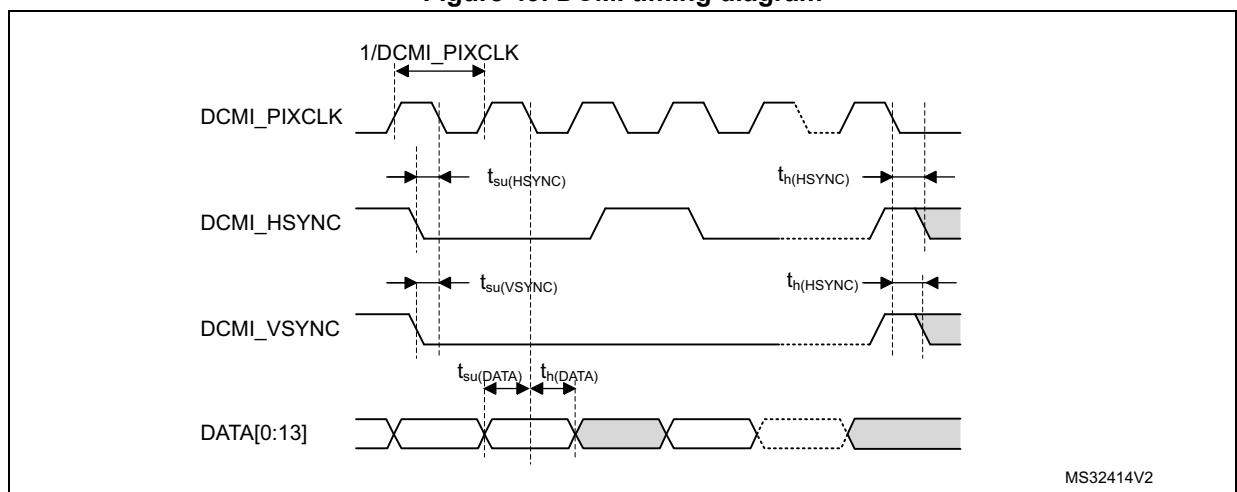 1/DCMI_PIXCLK
DCMI_PIXCLK
tsu(HSYNC) th(HSYNC)
DCMI_HSYNC
tsu(VSYNC) th(HSYNC)
DCMI_VSYNC
tsu(DATA) th(DATA)
DATA[0:13]
MS32414V2